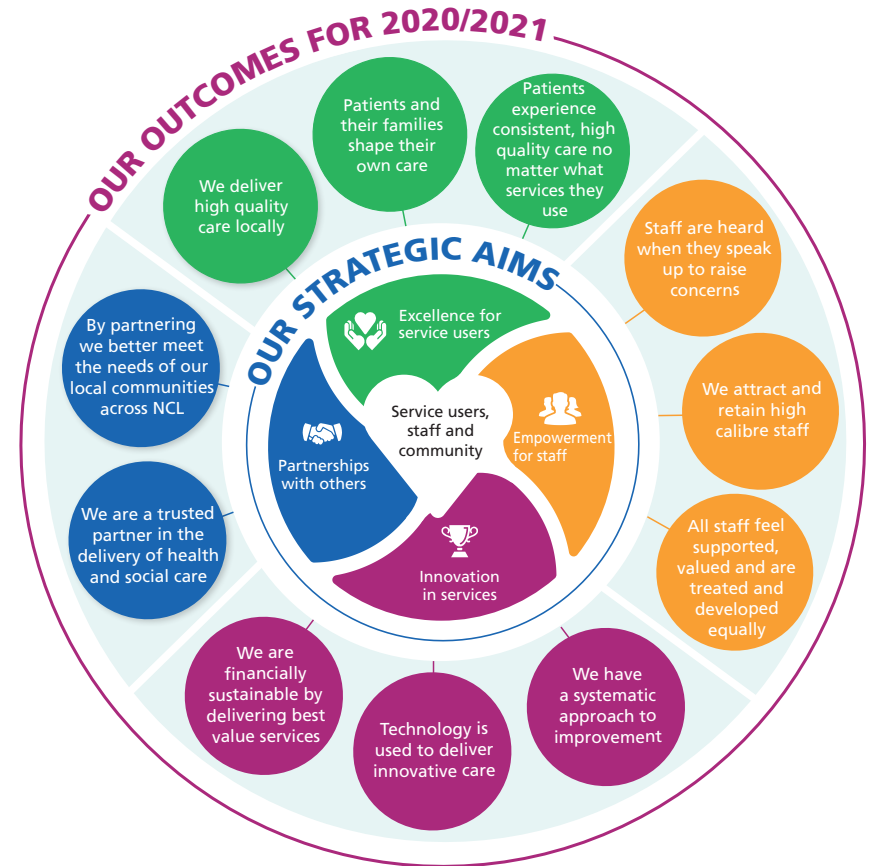 OUR OUTCOMES FOR 2020/2021
We deliver
high quality
care locally
Patients and
their families
shape their
own care
Patients
experience
consistent, high
quality care no
matter what
services they
use
Staff are heard
when they speak
up to raise
concerns
We attract and
retain high
calibre staff
All staff feel
supported,
valued and are
treated and
developed
equally
We have
a systematic
approach to
improvement
Technology is
used to deliver
innovative care
We are
financially
sustainable by
delivering best
value services
We are a trusted
partner in the
delivery of health
and social care
By partnering
we better meet
the needs of our
local communities
across NCL
OUR STRATEGIC AIMS
Excellence for
service users
Empowerment
for staff
Innovation
in services
Partnerships
with others
Service users,
staff and
community